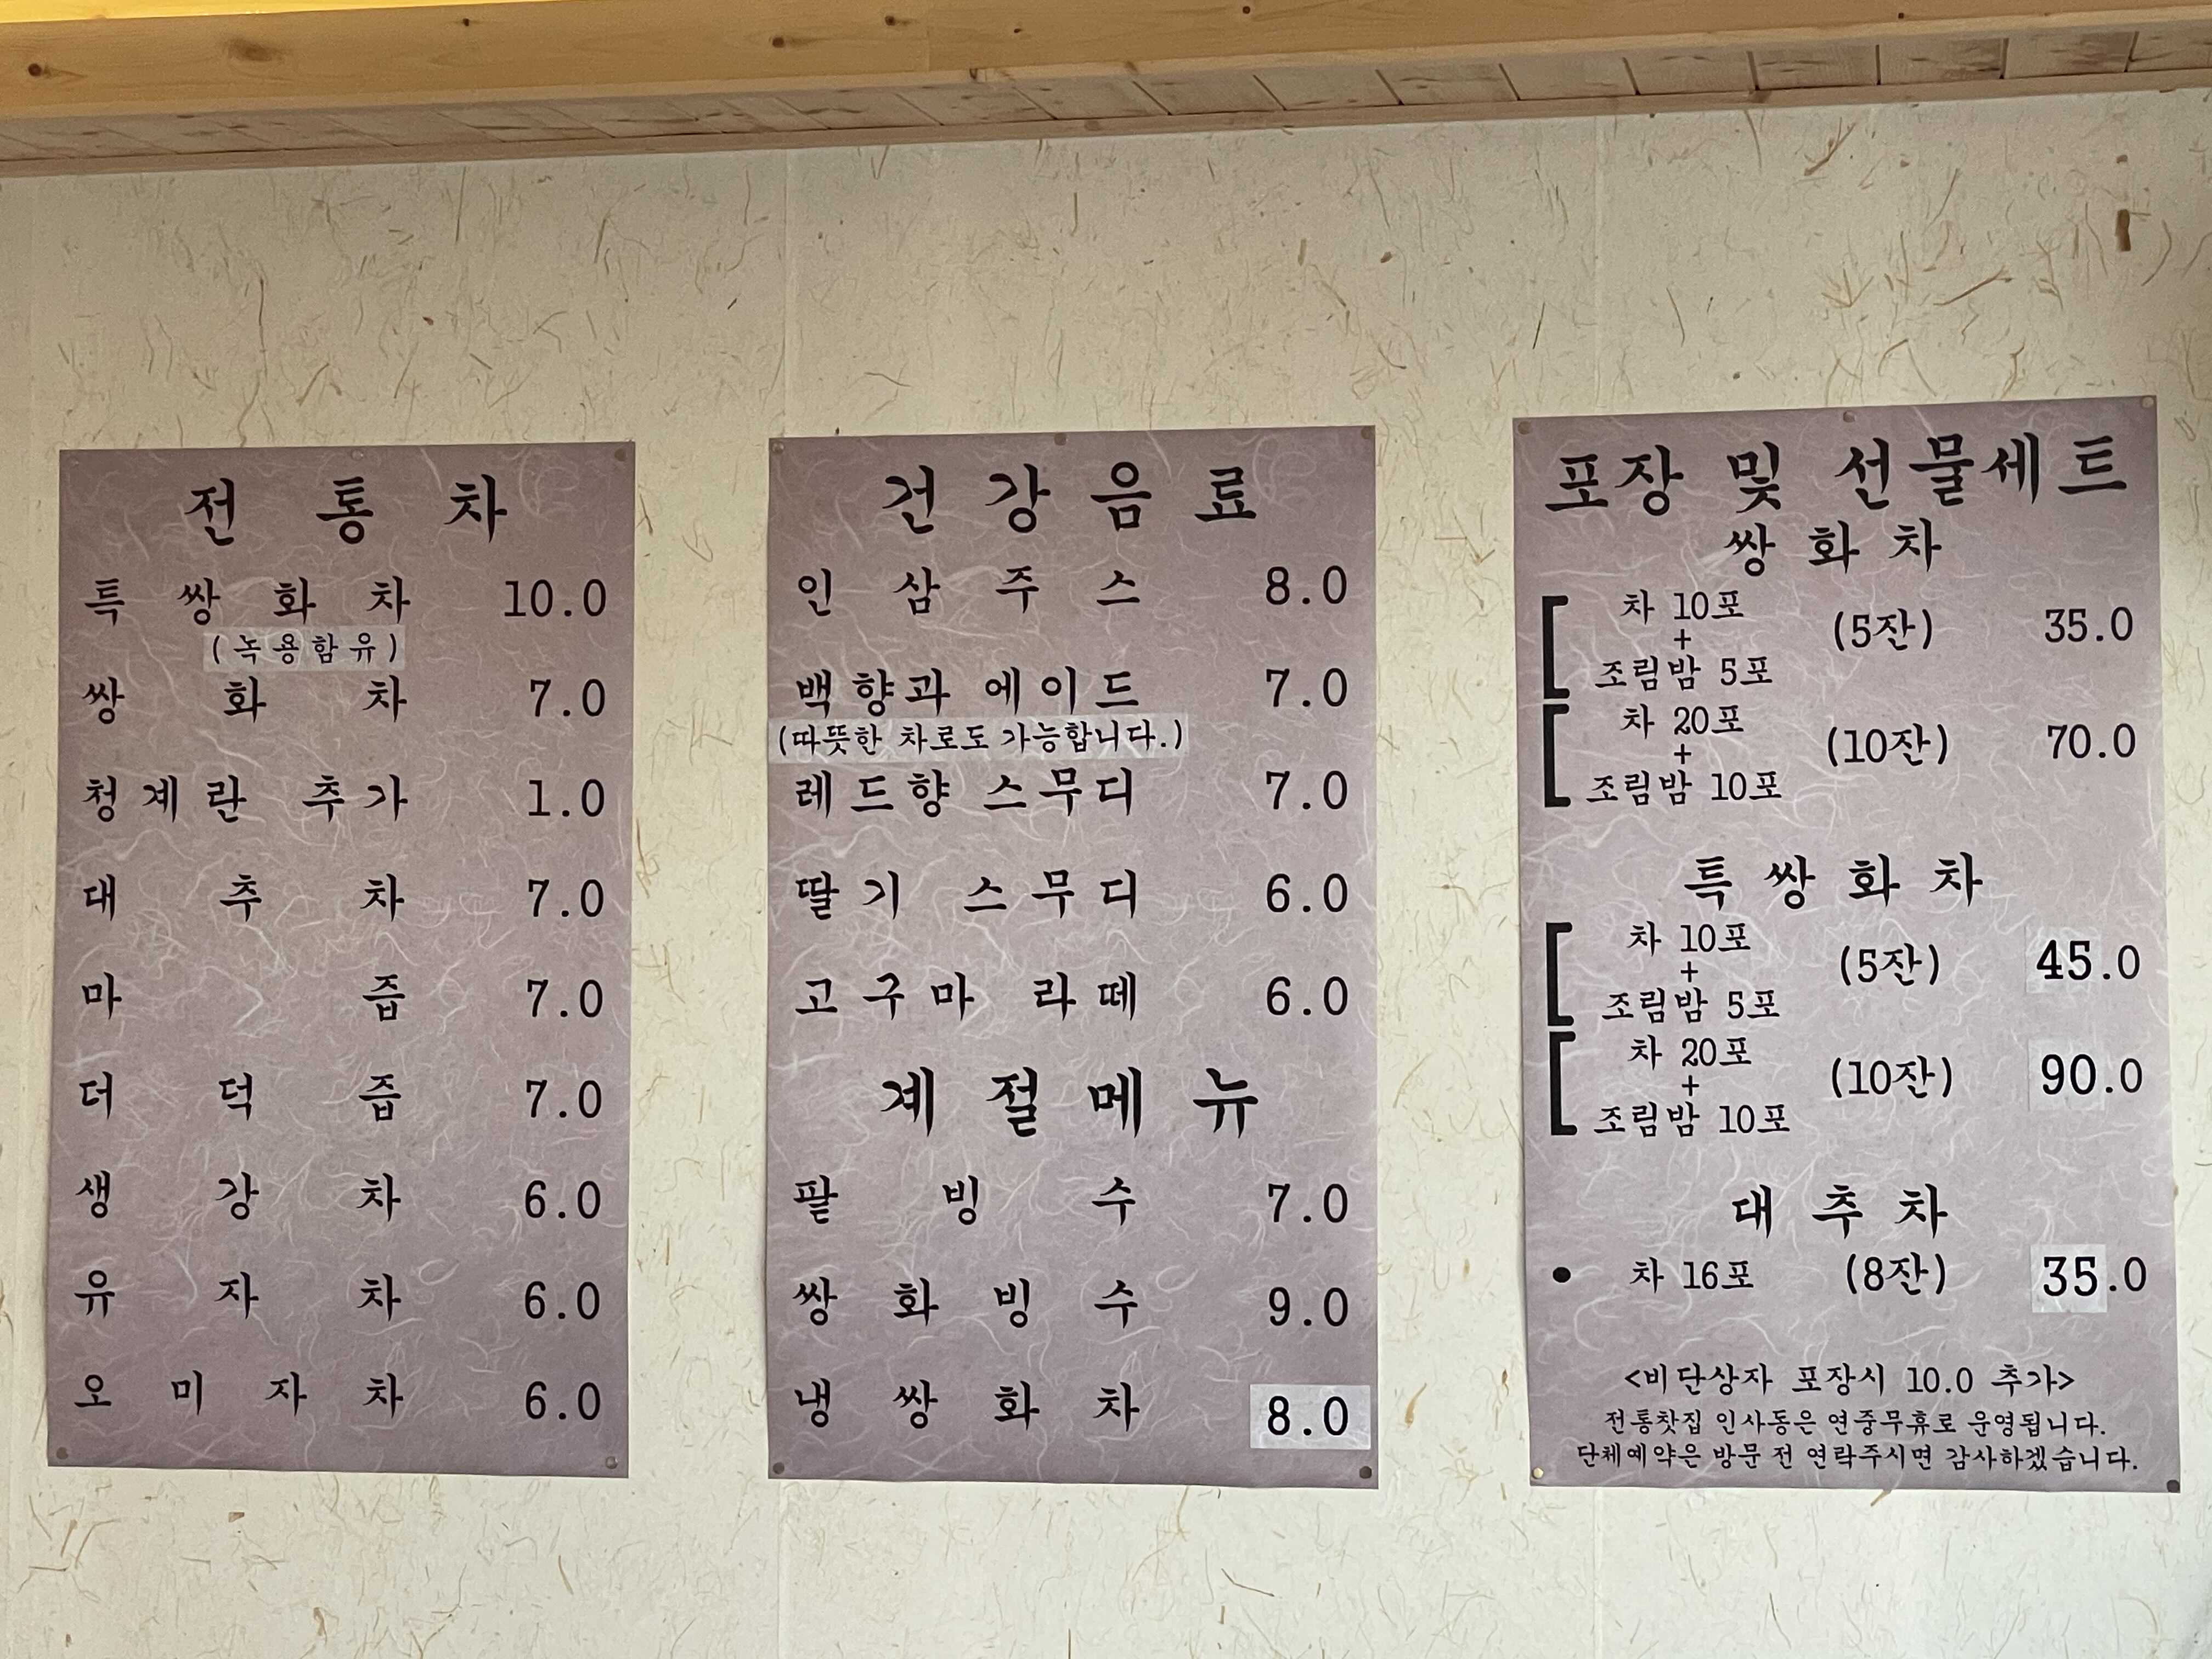 전통차
특쌍화차 10.0
(녹용함유)
쌍화차 7.0
청계란 추가 1.0
대추차 7.0
마즙 7.0
더덕즙 7.0
생강차 6.0
유자차 6.0
오미자차 6.0
건강음료
인삼주스 8.0
백향과 에이드 7.0
(따뜻한 차로도 가능합니다.)
레드향 스무디 7.0
딸기 스무디 6.0
고구마 라떼 6.0
계절메뉴
팥빙수 7.0
쌍화빙수 9.0
냉쌍화차 8.0
포장 및 선물세트
쌍화차
차 10포
+ (5잔) 35.0
조림밤 5포
차 20포
+ (10잔) 70.0
조림밤 10포
특쌍화차
차 10포
+ (5잔) 45.0
조림밤 5포
차 20포
+ (10잔) 90.0
조림밤 10포
대추차
• 차 16포 (8잔) 35.0
<비단상자 포장시 10.0 추가>
전통찻집 인사동은 연중무휴로 운영됩니다.
단체예약은 방문 전 연락주시면 감사하겠습니다.